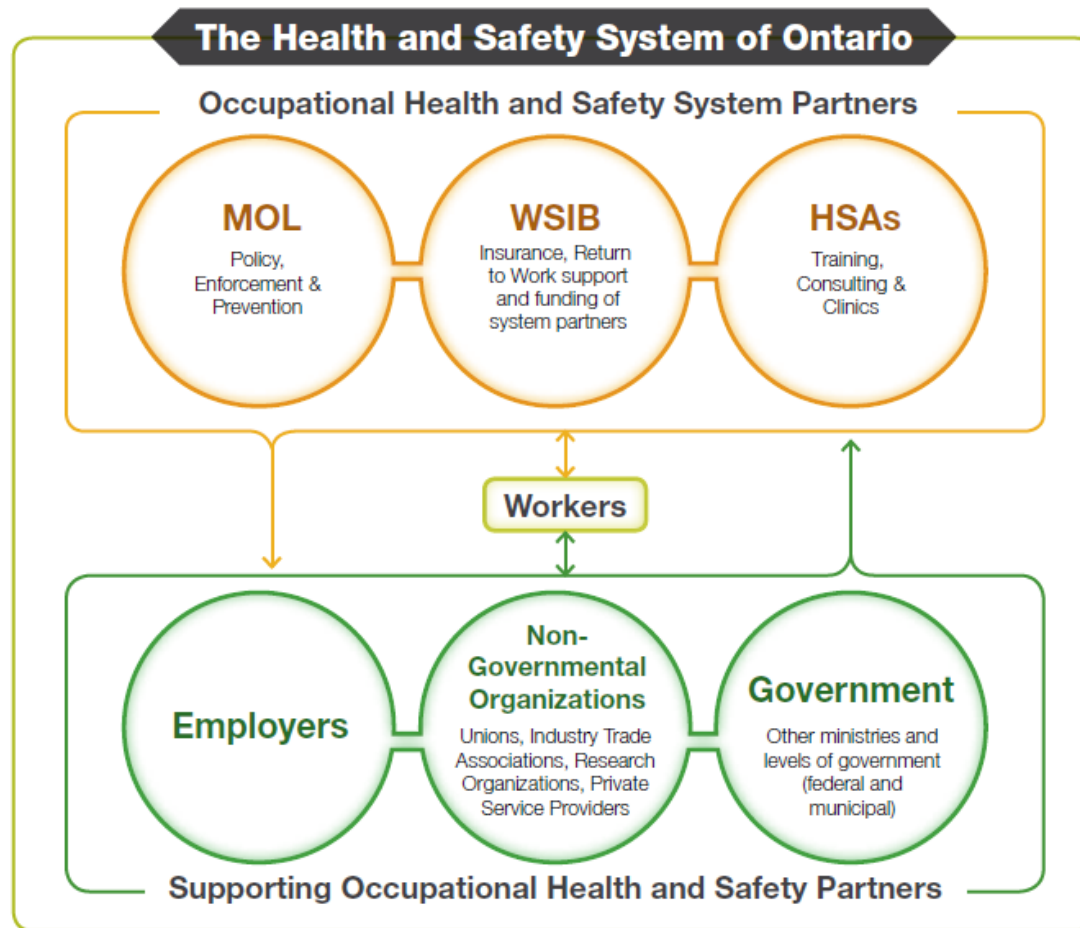 The Health and Safety System of Ontario
Occupational Health and Safety System Partners
MOL
Policy,
Enforcement &
Prevention
WSIB
Insurance, Return
to Work support
and funding of
system partners
HSAs
Training,
Consulting &
Clinics
Workers
Employers
Non-
Governmental
Organizations
Unions, Industry Trade
Associations, Research
Organizations, Private
Service Providers
Government
Other ministries and
levels of government
(federal and
municipal)
Supporting Occupational Health and Safety Partners